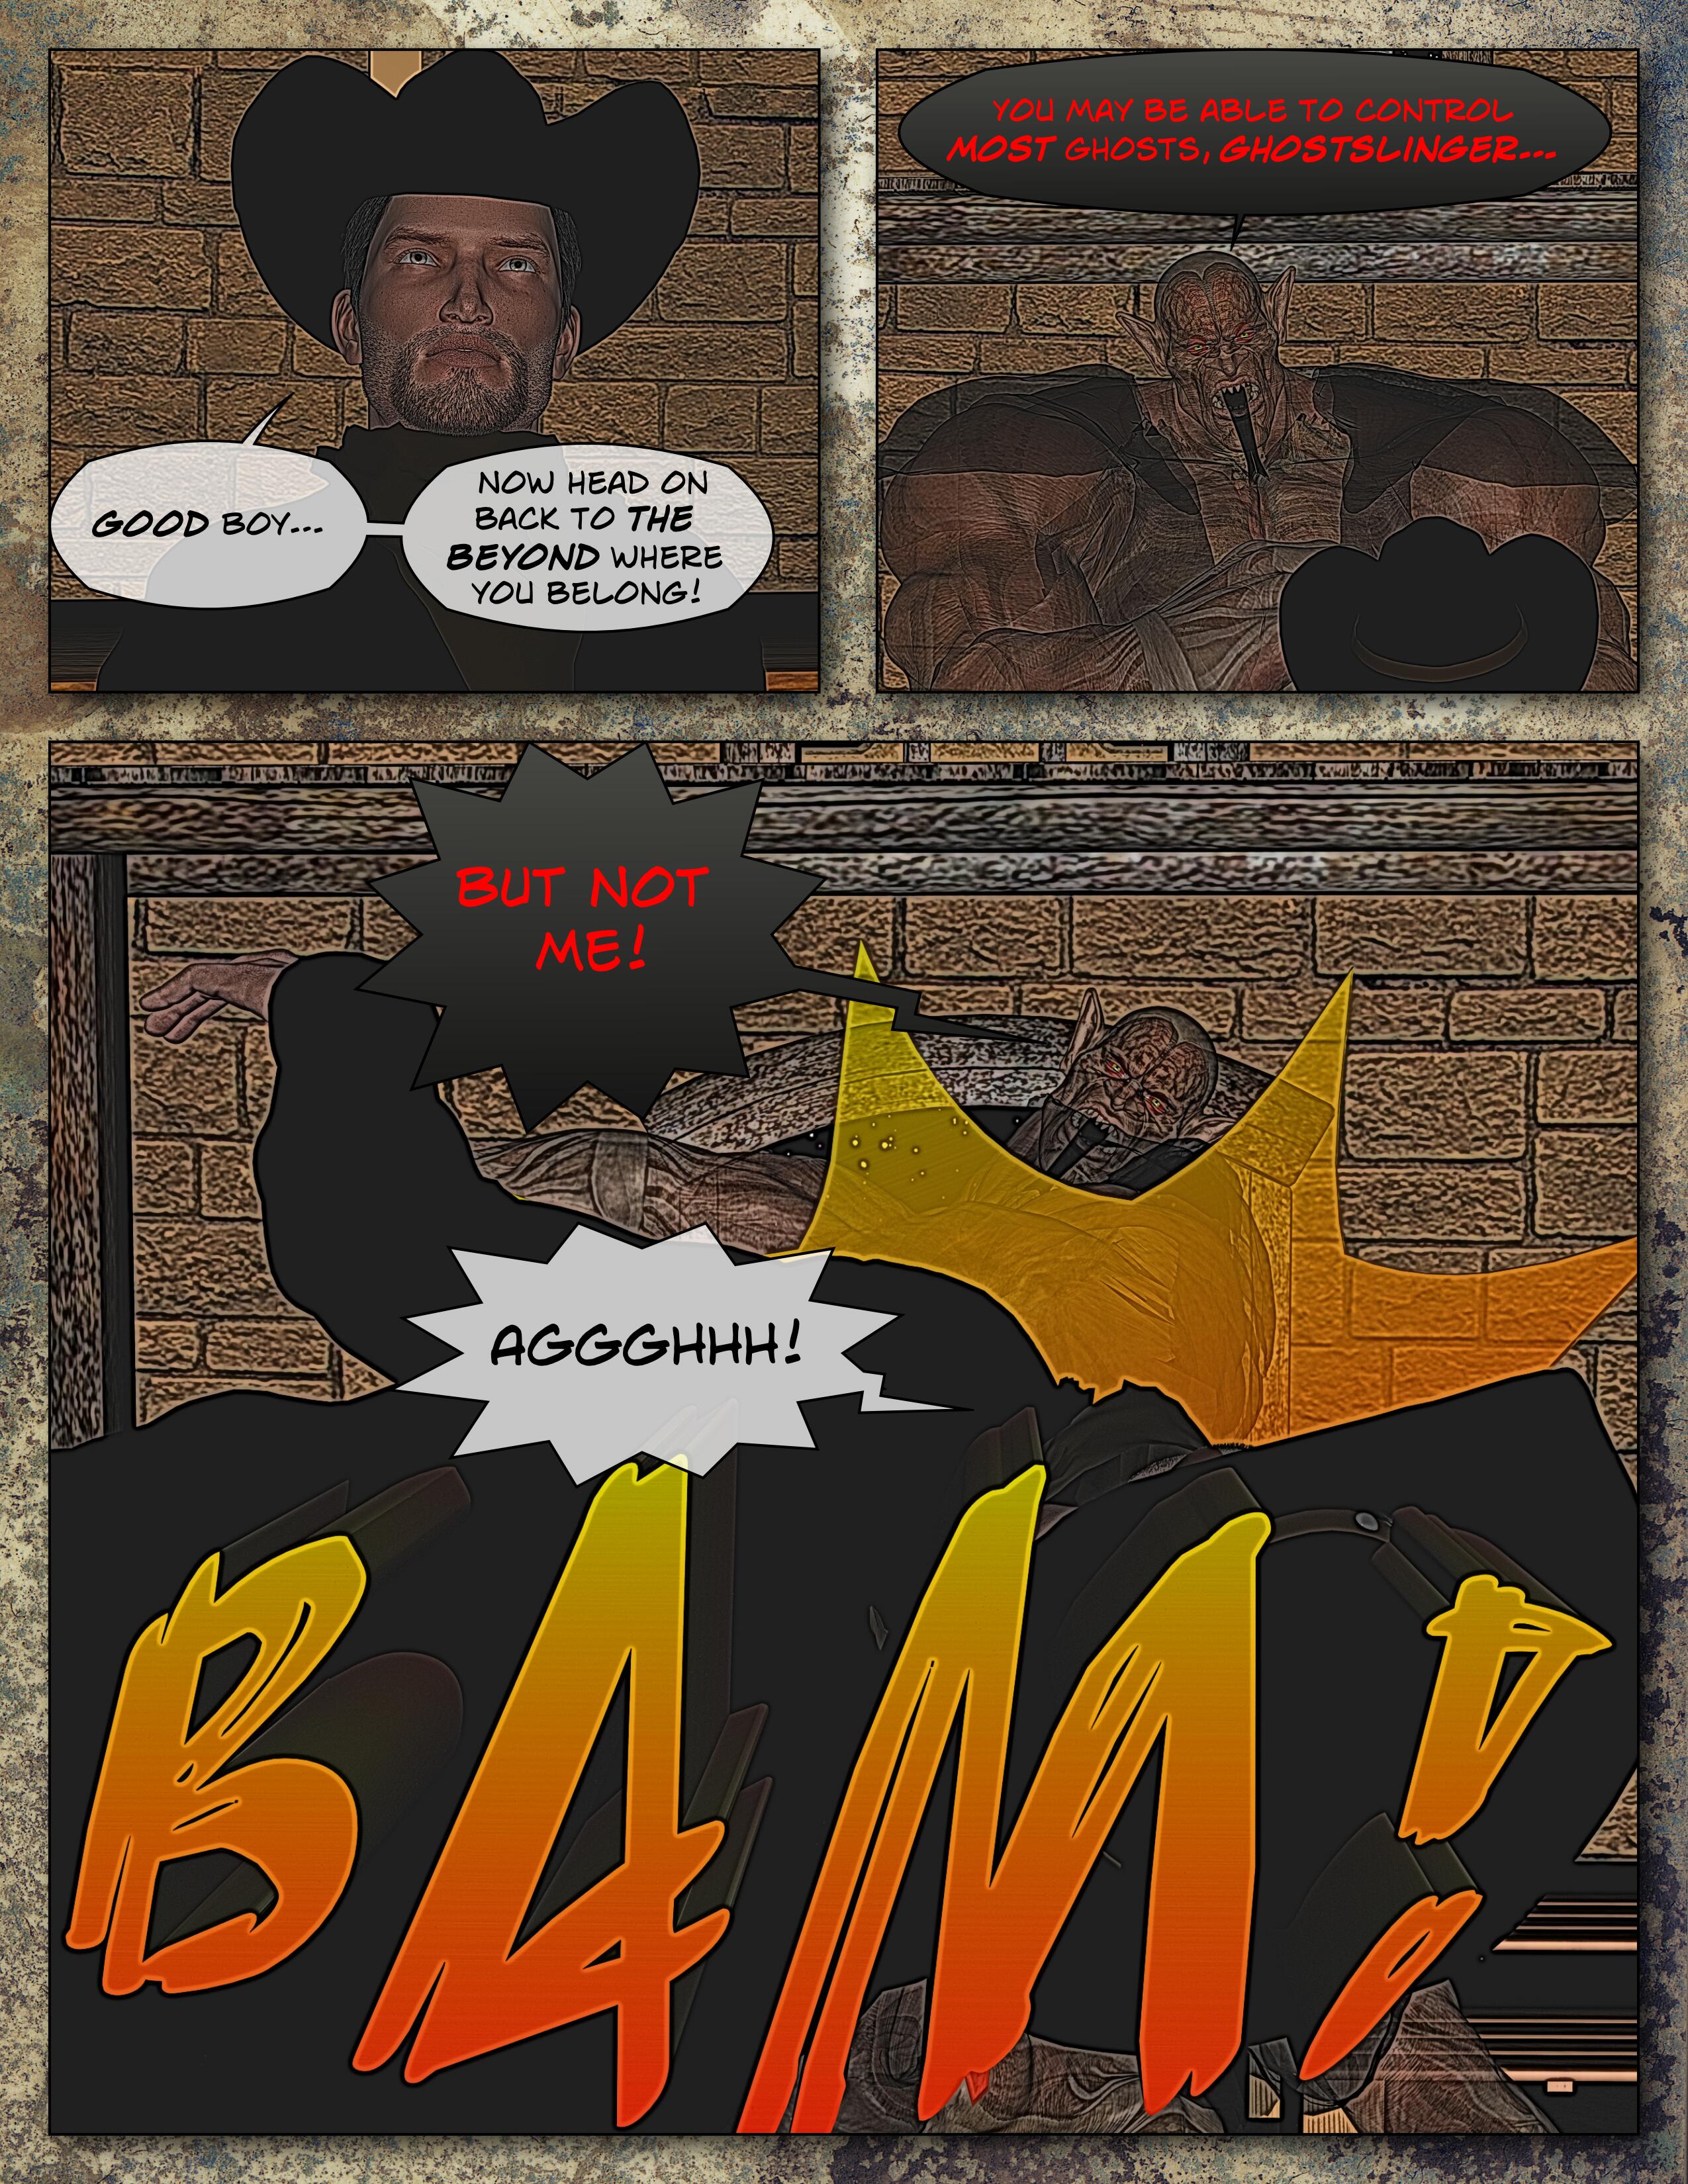 GOOD BOY...
NOW HEAD ON
BACK TO THE
BEYOND WHERE
YOU BELONG!
YOU MAY BE ABLE TO CONTROL
MOST GHOSTS, GHOSTSLINGER...
BUT NOT
ME!
AGGGHHH!
BAM!